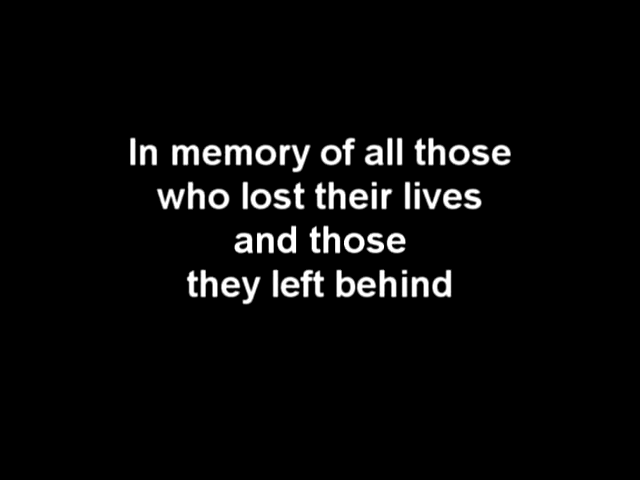 In memory of all those
who lost their lives
and those
they left behind